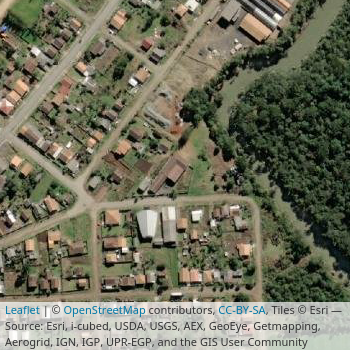 Leaflet | © OpenStreetMap contributors, CC-BY-SA, Tiles © Esri —
Source: Esri, i-cubed, USDA, USGS, AEX, GeoEye, Getmapping,
Aerogrid, IGN, IGP, UPR-EGP, and the GIS User Community